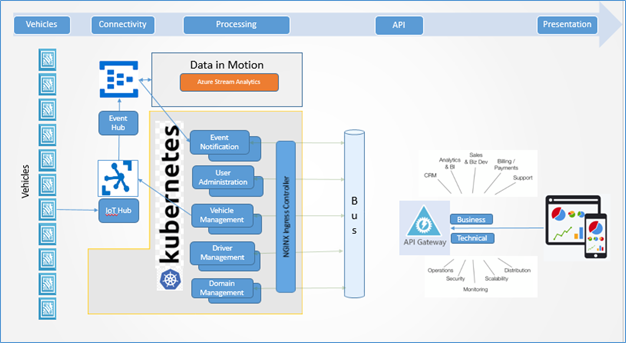 Vehicles
Connectivity
Processing
API
Presentation
Data in Motion
Azure Stream Analytics
Event
Hub
IoT Hub
Vehicles
kubernetes
Event
Notification
User
Administration
Vehicle
Management
Driver
Management
Domain
Management
NGINX Ingress Controller
B
u
s
CRM
Analytics
& BI
Sales
& Biz Dev
Billing /
Payments
Support
API Gateway
Business
Technical
Operations
Security
Monitoring
Scalability
Distribution